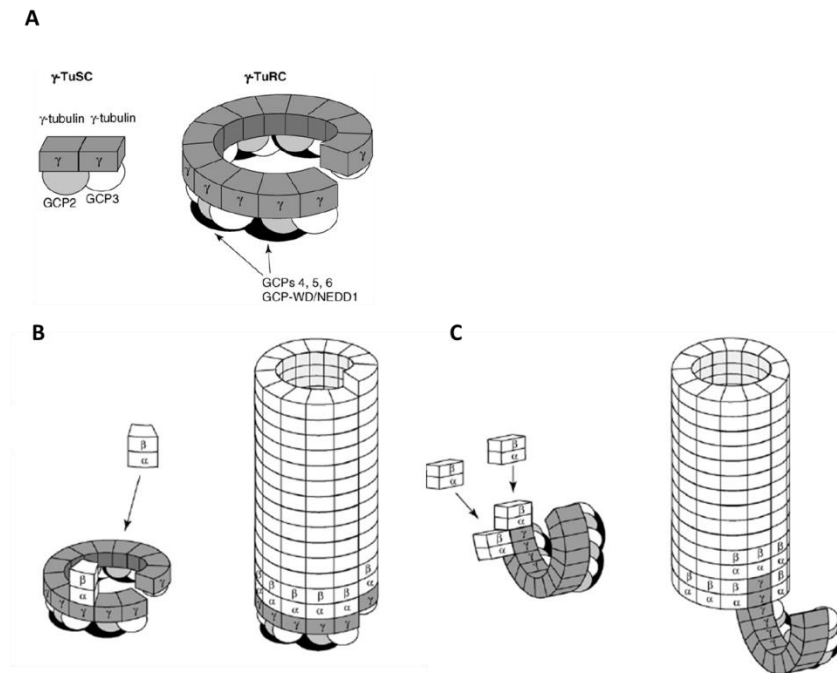 A
γ-TuSC γ-TuRC
γ-tubulin γ-tubulin
γ γ γ
γ γ γ γ γ
GCP2 GCP3
GCPs 4, 5, 6
GCP-WD/NEDD1
B C
β
α
β
α
γ γ γ γ γ
β β β β β β
α α α α α
γ γ γ γ
β
α
β
α
β
α
β
α
γ
γ
γ
β β β
α α
β β β γ
α α α γ
γ
γ